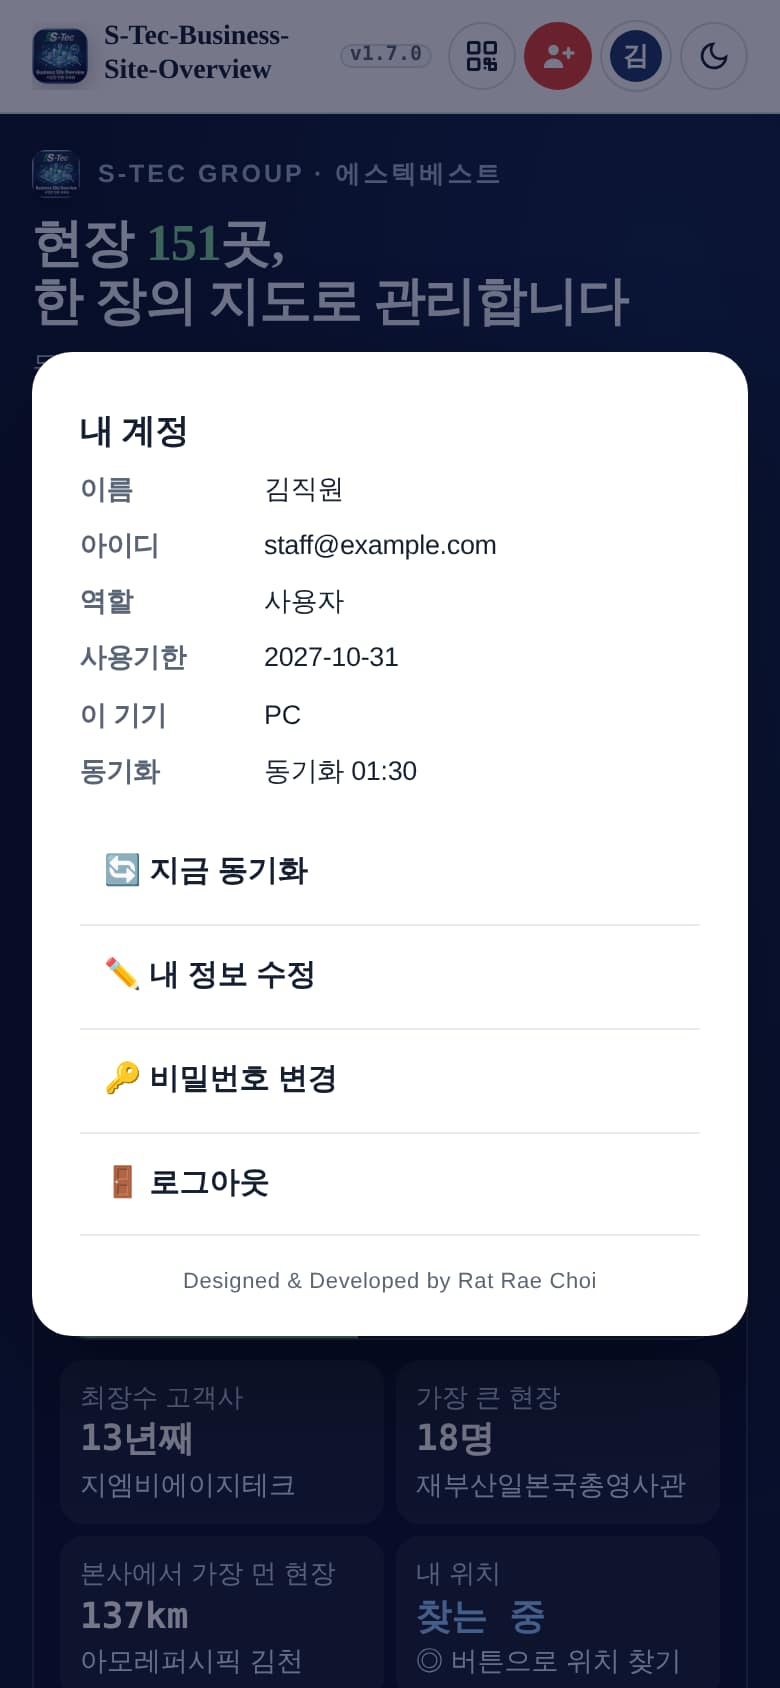 S-Tec-Business-
Site-Overview
v1.7.0
김
S-TEC GROUP · 에스텍베스트
현장 151곳,
한 장의 지도로 관리합니다
내 계정
이름 김직원
아이디 staff@example.com
역할 사용자
사용기한 2027-10-31
이 기기 PC
동기화 동기화 01:30
지금 동기화
내 정보 수정
비밀번호 변경
로그아웃
Designed & Developed by Rat Rae Choi
최장수 고객사
13년째
지엠비에이지테크
가장 큰 현장
18명
재부산일본국총영사관
본사에서 가장 먼 현장
137km
아모레퍼시픽 김천
내 위치
찾는 중
◎ 버튼으로 위치 찾기